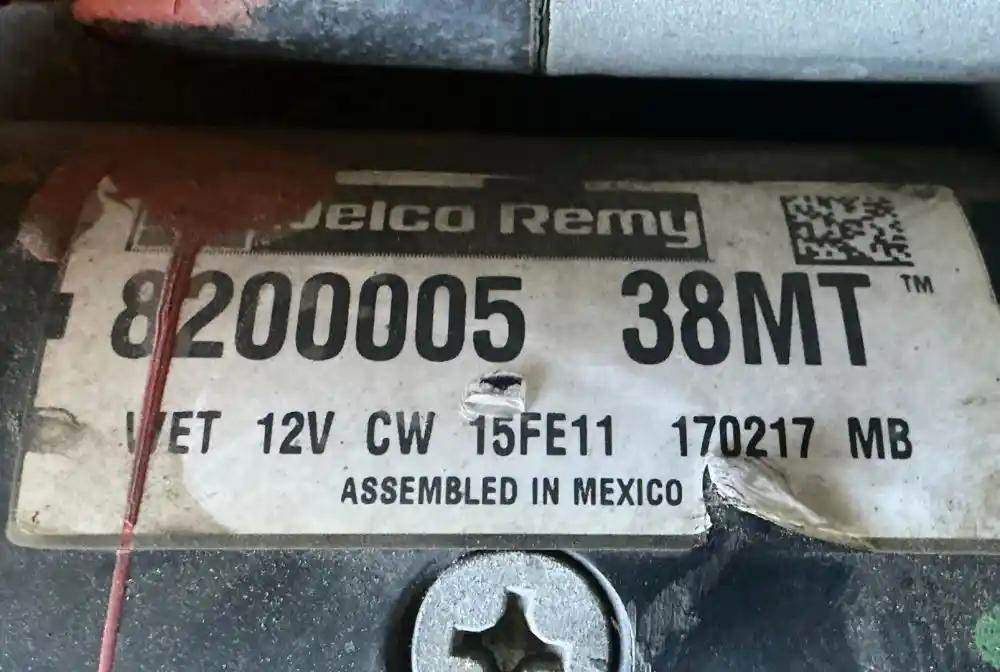 Delco Remy
8200005 38MT™
WET 12V CW 15FE11 170217 MB
ASSEMBLED IN MEXICO